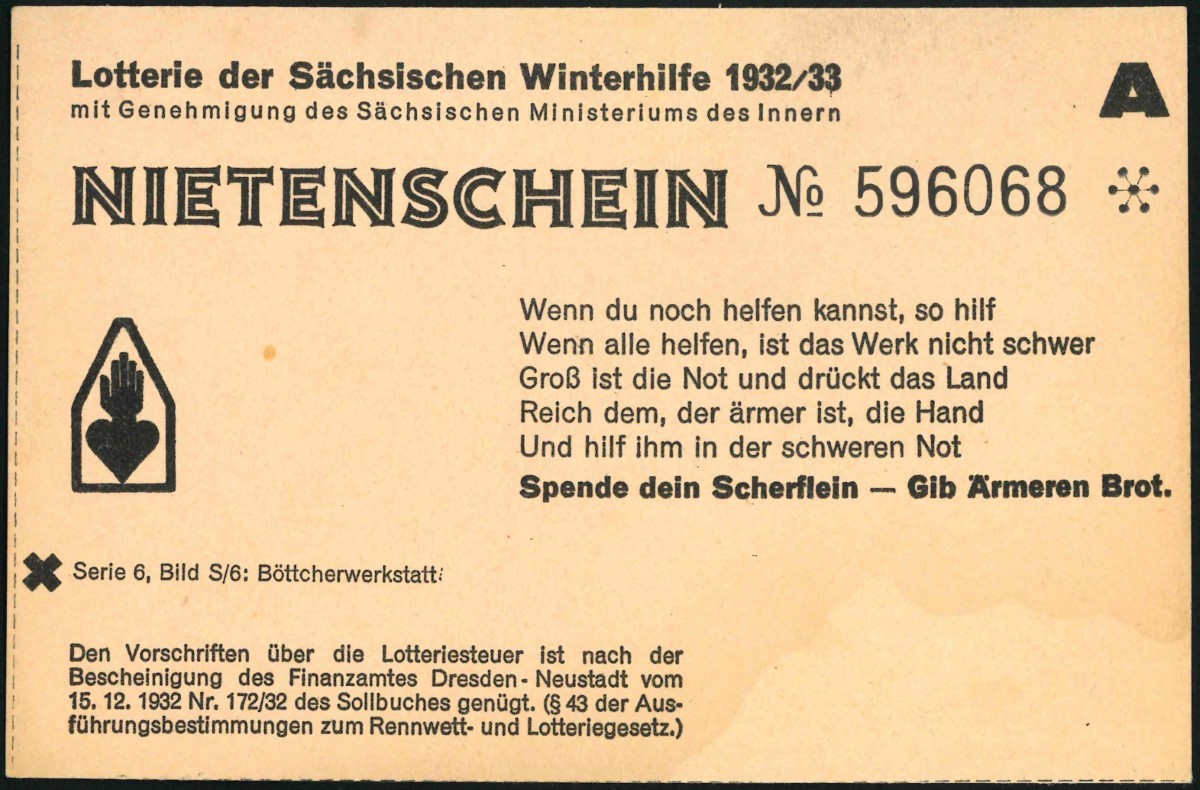 Lotterie der Sächsischen Winterhilfe 1932/33
mit Genehmigung des Sächsischen Ministeriums des Innern
A
NIETENSCHEIN № 596068
Wenn du noch helfen kannst, so hilf
Wenn alle helfen, ist das Werk nicht schwer
Groß ist die Not und drückt das Land
Reich dem, der ärmer ist, die Hand
Und hilf ihm in der schweren Not
Spende dein Scherflein — Gib Ärmeren Brot.
Serie 6, Bild S/6: Böttcherwerkstatt
Den Vorschriften über die Lotteriesteuer ist nach der
Bescheinigung des Finanzamtes Dresden-Neustadt vom
15. 12. 1932 Nr. 172/32 des Sollbuches genügt. (§ 43 der Aus-
führungsbestimmungen zum Rennwett- und Lotteriegesetz.)